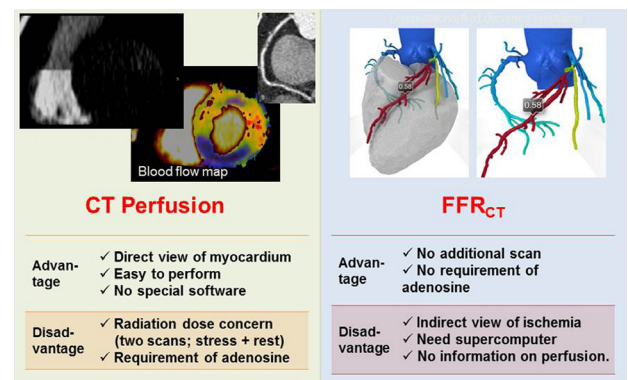 Blood flow map
CT Perfusion
Advan-
tage
✓ Direct view of myocardium
✓ Easy to perform
✓ No special software
Disad-
vantage
✓ Radiation dose concern
(two scans; stress + rest)
✓ Requirement of adenosine
0.58
0.58
FFRCT
Advan-
tage
✓ No additional scan
✓ No requirement of
adenosine
Disad-
vantage
✓ Indirect view of ischemia
✓ Need supercomputer
✓ No information on perfusion.